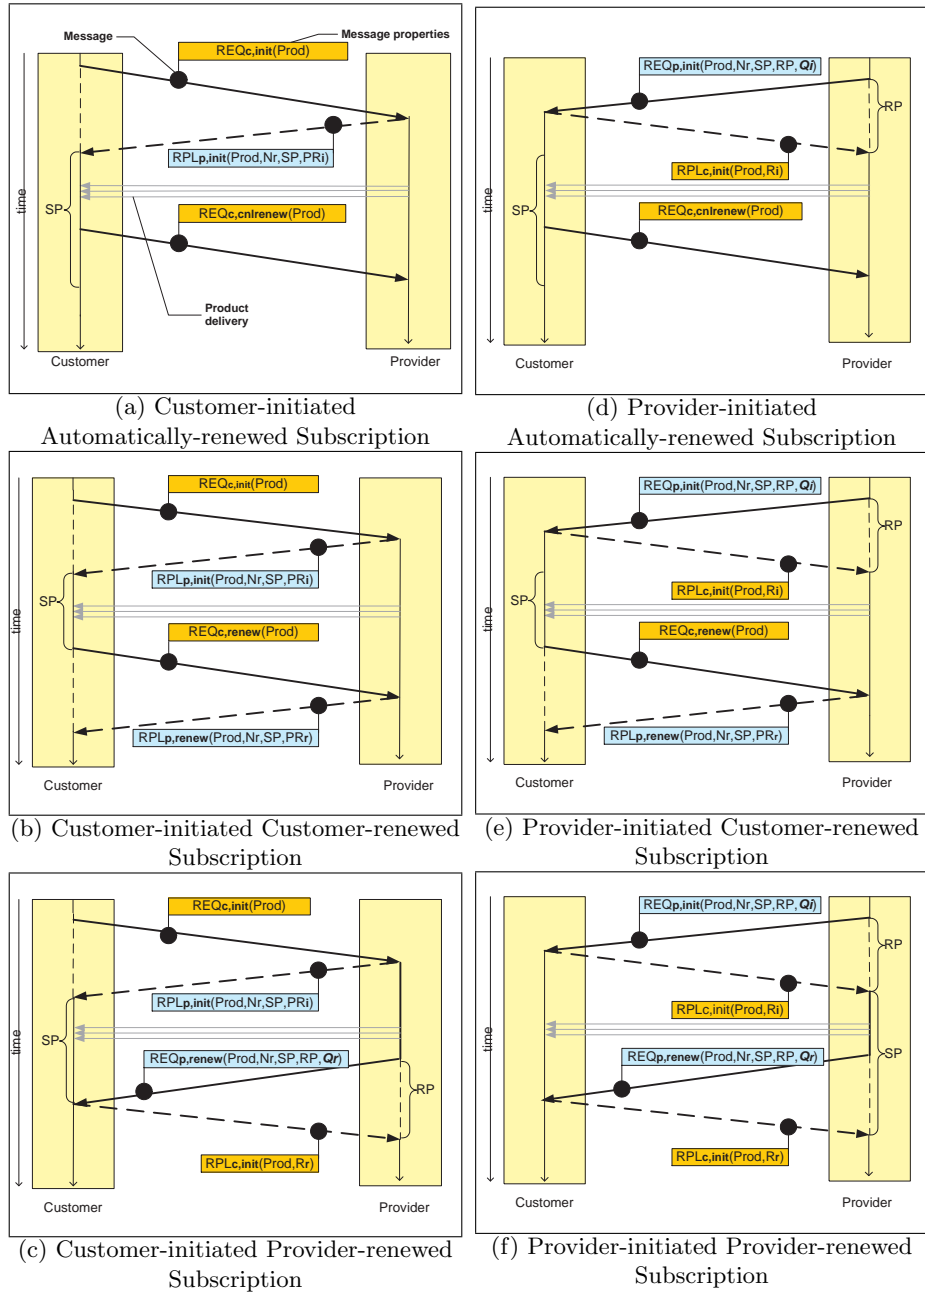 Message
Message properties
REQc,init(Prod)
RPLp,init(Prod,Nr,SP,PRi)
SP
time
REQc,cnlrenew(Prod)
Product
delivery
Customer
Provider
(a) Customer-initiated
Automatically-renewed Subscription
REQp,init(Prod,Nr,SP,RP,Qi)
RP
RPLc,init(Prod,Ri)
SP
time
REQc,cnlrenew(Prod)
Customer
Provider
(d) Provider-initiated
Automatically-renewed Subscription
REQc,init(Prod)
RPLp,init(Prod,Nr,SP,PRi)
SP
time
REQc,renew(Prod)
RPLp,renew(Prod,Nr,SP,PRr)
Customer
Provider
(b) Customer-initiated Customer-renewed
Subscription
REQp,init(Prod,Nr,SP,RP,Qi)
RP
RPLc,init(Prod,Ri)
SP
time
REQc,renew(Prod)
RPLp,renew(Prod,Nr,SP,PRr)
Customer
Provider
(e) Provider-initiated Customer-renewed
Subscription
REQc,init(Prod)
RPLp,init(Prod,Nr,SP,PRi)
SP
time
REQp,renew(Prod,Nr,SP,RP,Qr)
RP
RPLc,init(Prod,Rr)
Customer
Provider
(c) Customer-initiated Provider-renewed
Subscription
REQp,init(Prod,Nr,SP,RP,Qi)
RP
RPLc,init(Prod,Ri)
time
SP
REQp,renew(Prod,Nr,SP,RP,Qr)
RPLc,init(Prod,Rr)
Customer
Provider
(f) Provider-initiated Provider-renewed
Subscription